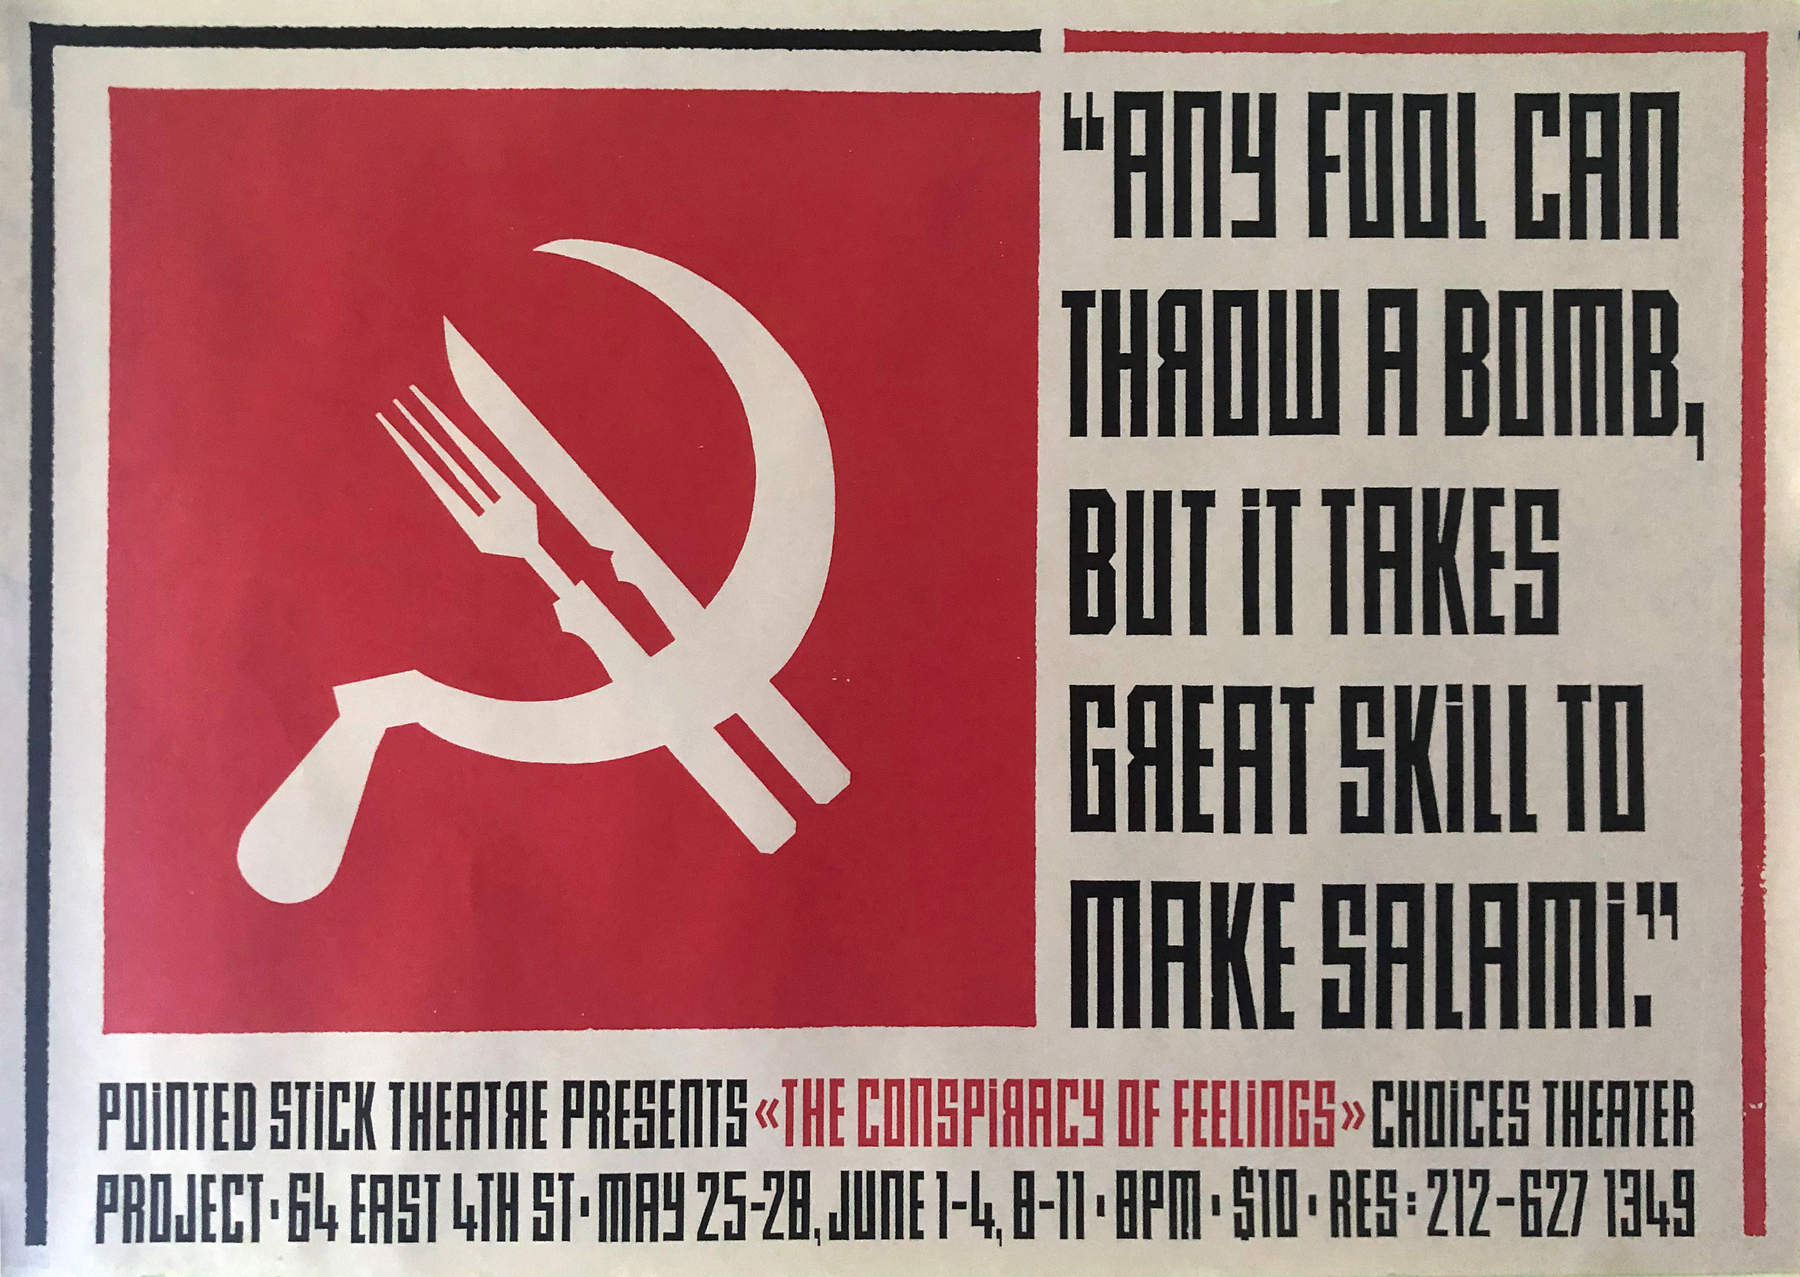 “ANY FOOL CAN
THROW A BOMB,
BUT IT TAKES
GREAT SKILL TO
MAKE SALAMI.”
POINTED STICK THEATRE PRESENTS «THE CONSPIRACY OF FEELINGS» CHOICES THEATER
PROJECT · 64 EAST 4TH ST · MAY 25-28, JUNE 1-4, 8-11 · 8PM · $10 · RES: 212-627 1349